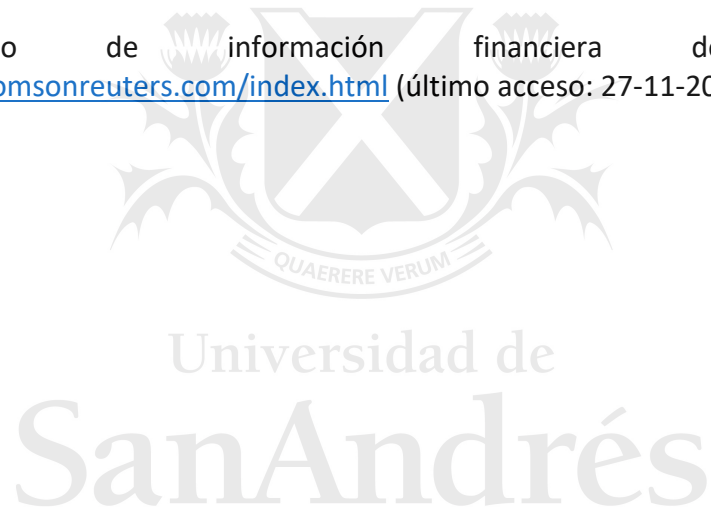 o de información financiera de
omsonreuters.com/index.html (último acceso: 27-11-20
QUAERERE VERUM
Universidad de
SanAndrés